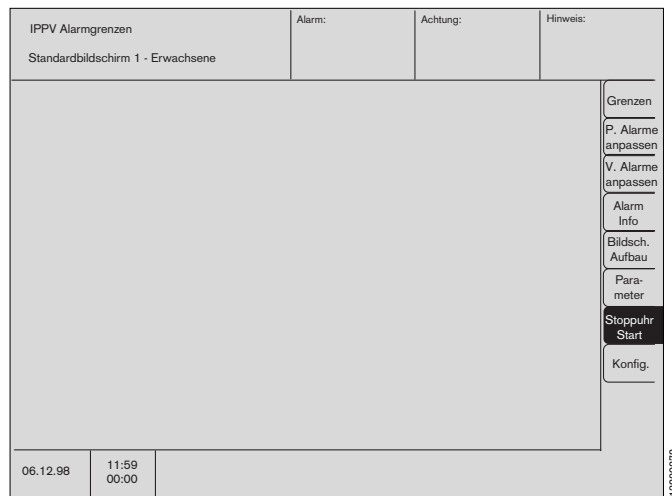 IPPV Alarmgrenzen
Standardbildschirm 1 - Erwachsene
Alarm:
Achtung:
Hinweis:
Grenzen
P. Alarme
anpassen
V. Alarme
anpassen
Alarm
Info
Bildsch.
Aufbau
Para-
meter
Stoppuhr
Start
Konfig.
06.12.98
11:59
00:00